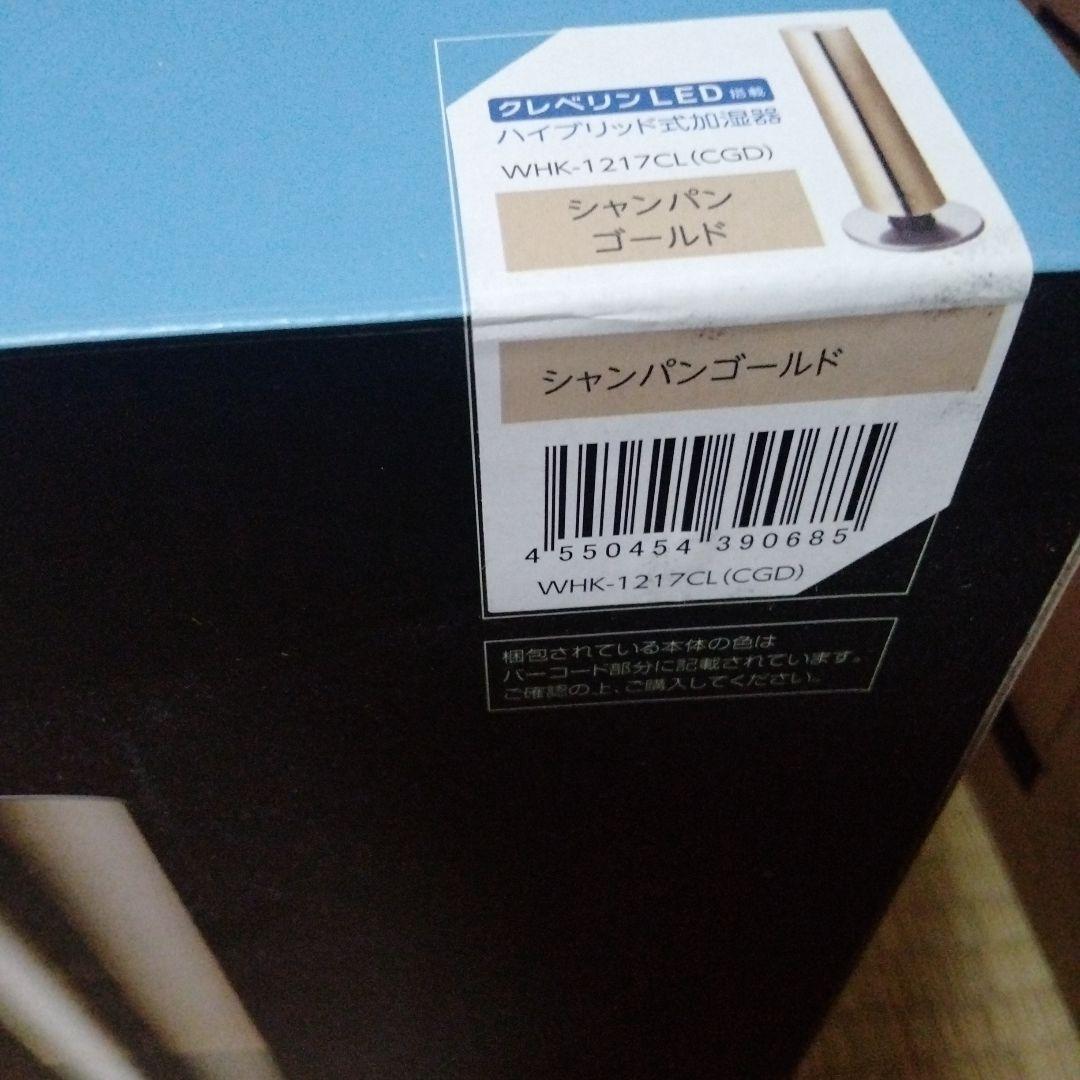 クレベリン LED 搭載
ハイブリッド式加湿器
WHK-1217CL(CGD)
シャンパン
ゴールド
シャンパンゴールド
4 550454 390685
WHK-1217CL(CGD)
梱包されている本体の色は
バーコード部分に記載されています。
ご確認の上、ご購入してください。